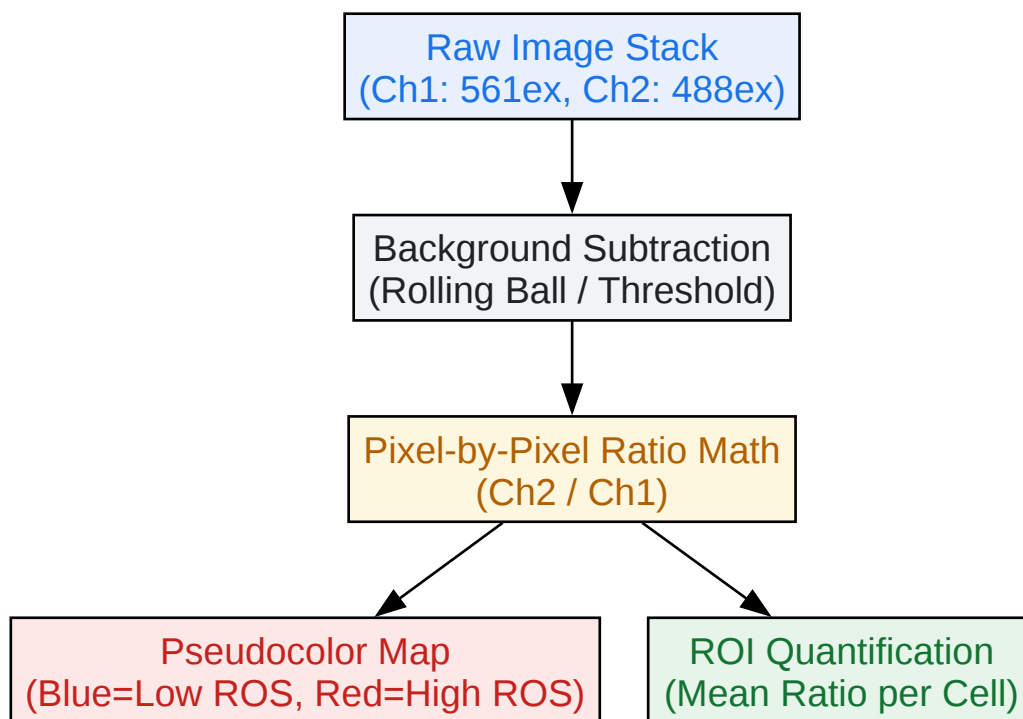 Raw Image Stack
(Ch1: 561ex, Ch2: 488ex)
Background Subtraction
(Rolling Ball / Threshold)
Pixel-by-Pixel Ratio Math
(Ch2 / Ch1)
Pseudocolor Map
(Blue=Low ROS, Red=High ROS)
ROI Quantification
(Mean Ratio per Cell)